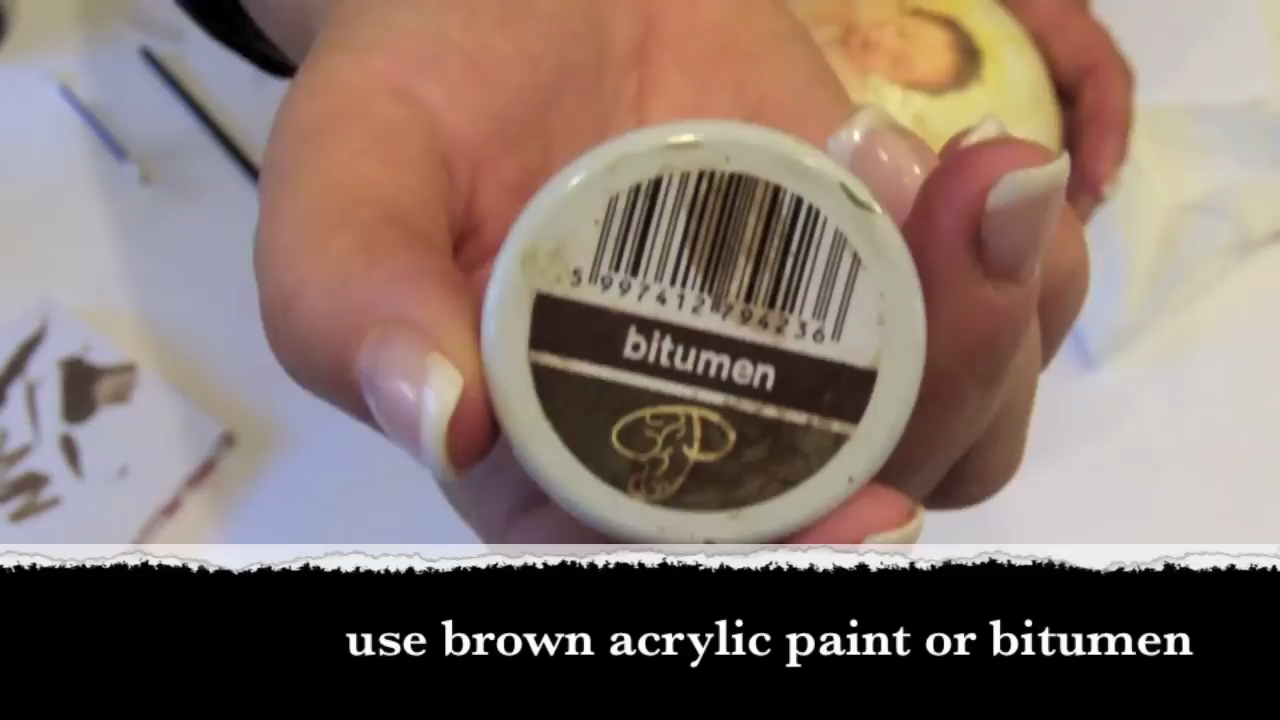 5 997412 794236
bitumen
use brown acrylic paint or bitumen